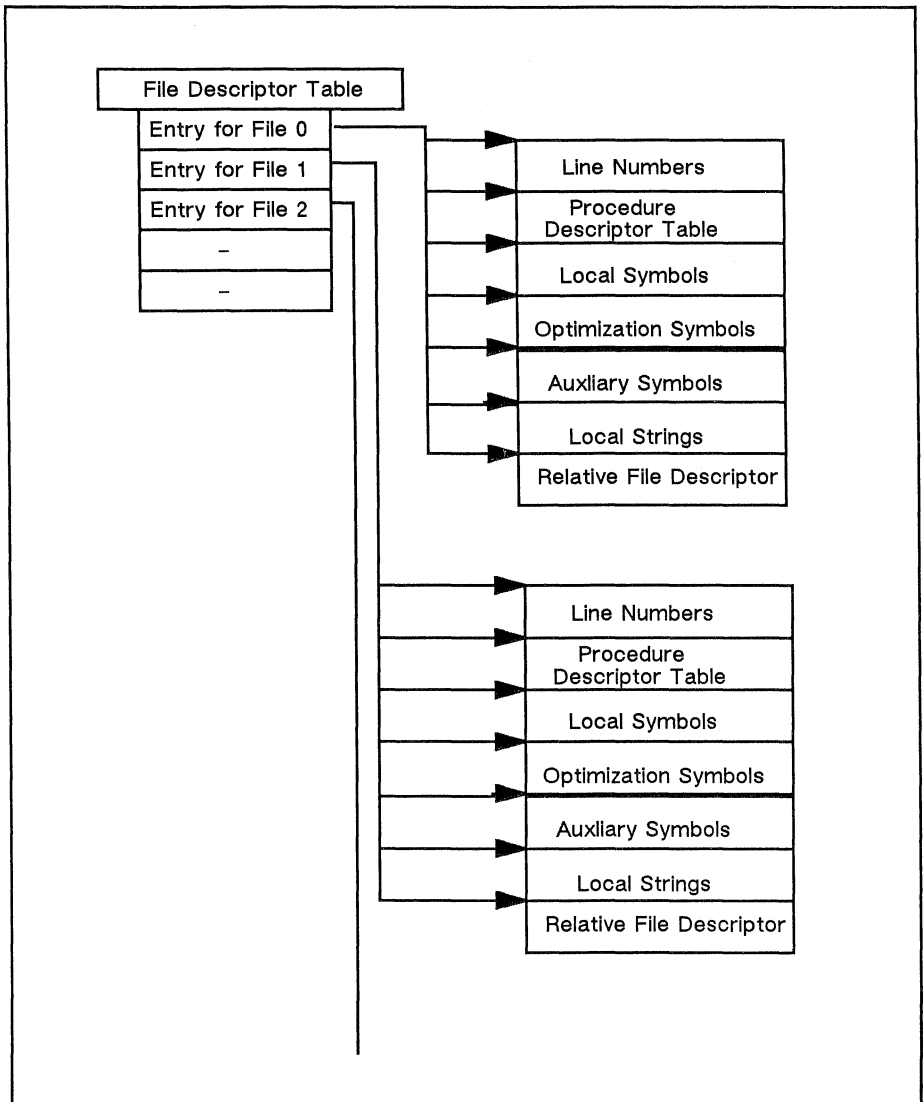 File Descriptor Table
Entry for File 0
Entry for File 1
Entry for File 2
–
–
Line Numbers
Procedure
Descriptor Table
Local Symbols
Optimization Symbols
Auxliary Symbols
Local Strings
Relative File Descriptor
Line Numbers
Procedure
Descriptor Table
Local Symbols
Optimization Symbols
Auxliary Symbols
Local Strings
Relative File Descriptor